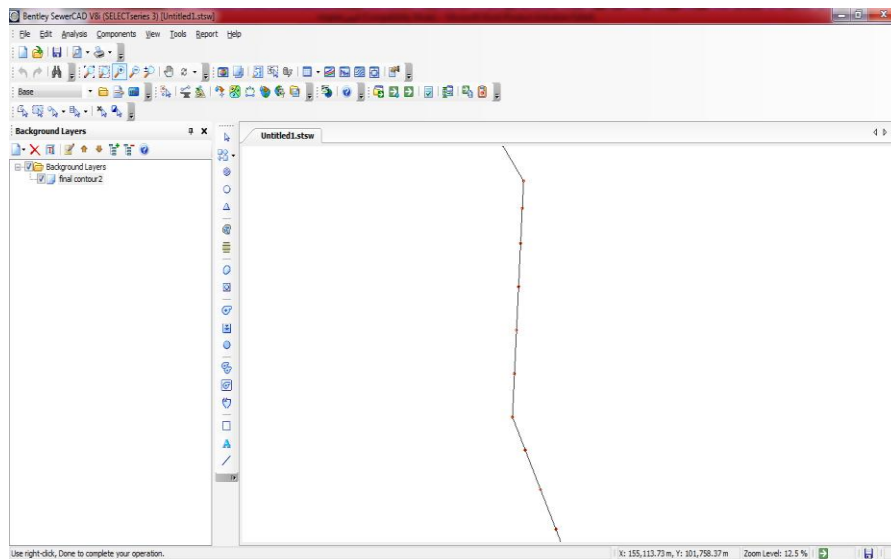 Bentley SewerCAD V8i (SELECTseries 3) [Untitled1.stsw]
File Edit Analysis Components View Tools Report Help
Base
Background Layers
Untitled1.stsw
Background Layers
final contour2
Use right-click, Done to complete your operation.
X: 155,113.73 m, Y: 101,758.37 m Zoom Level: 12.5 %